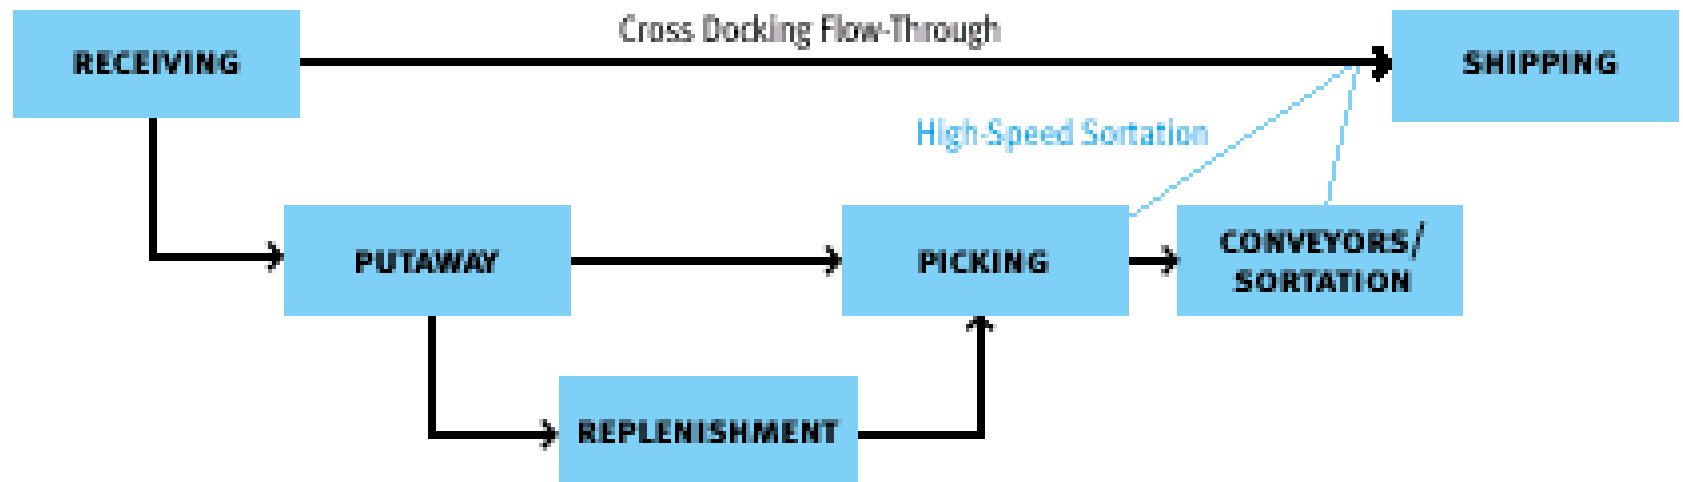 Cross Docking Flow-Through
RECEIVING
SHIPPING
High-Speed Sortation
PUTAWAY
PICKING
CONVEYORS/
SORTATION
REPLENISHMENT